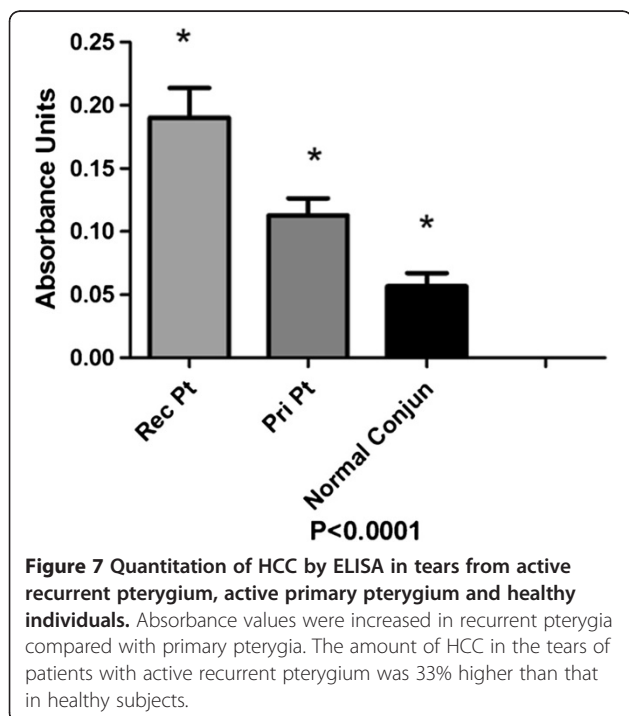 0.25
0.20
0.15
0.10
0.05
0.00
Absorbance Units
*
*
*
Rec Pt
Pri Pt
Normal Conjun
P<0.0001
Figure 7 Quantitation of HCC by ELISA in tears from active
recurrent pterygium, active primary pterygium and healthy
individuals. Absorbance values were increased in recurrent pterygia
compared with primary pterygia. The amount of HCC in the tears of
patients with active recurrent pterygium was 33% higher than that
in healthy subjects.